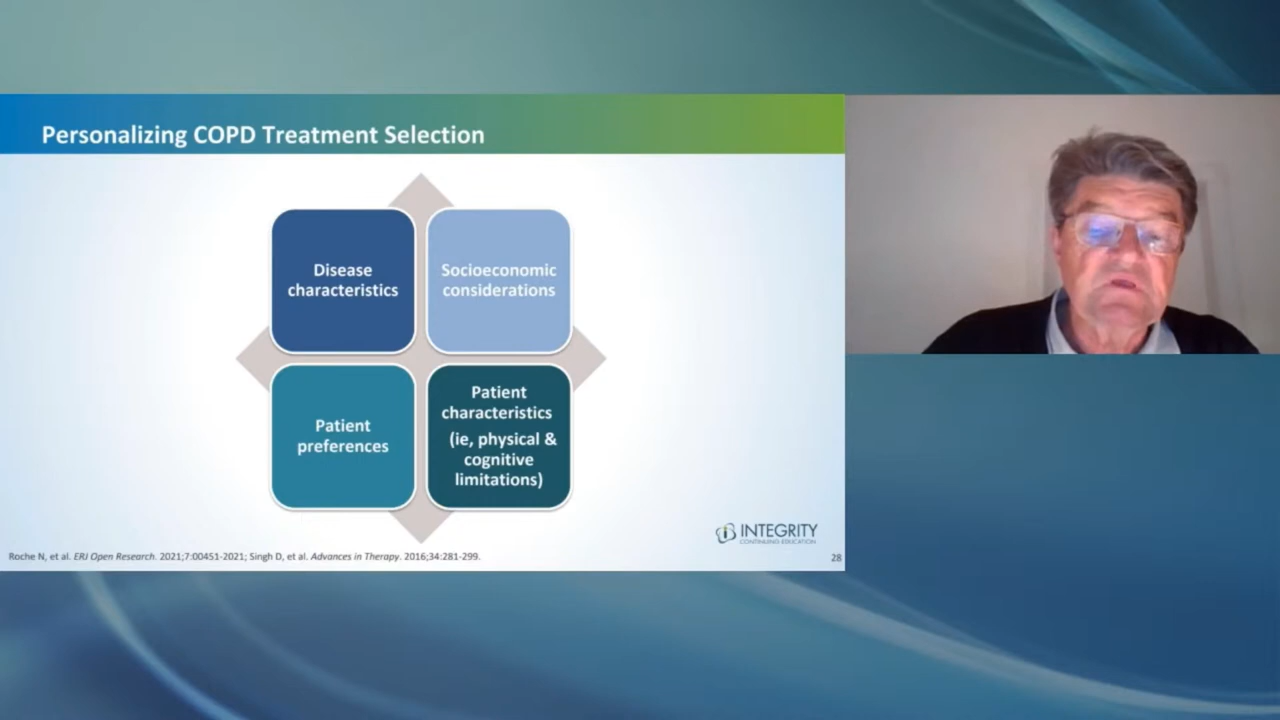 Personalizing COPD Treatment Selection
Disease
characteristics
Socioeconomic
considerations
Patient
preferences
Patient
characteristics
(ie, physical &
cognitive
limitations)
INTEGRITY
CONTINUING EDUCATION
Roche N, et al. ERJ Open Research. 2021;7:00451-2021; Singh D, et al. Advances in Therapy. 2016;34:281-299.
28